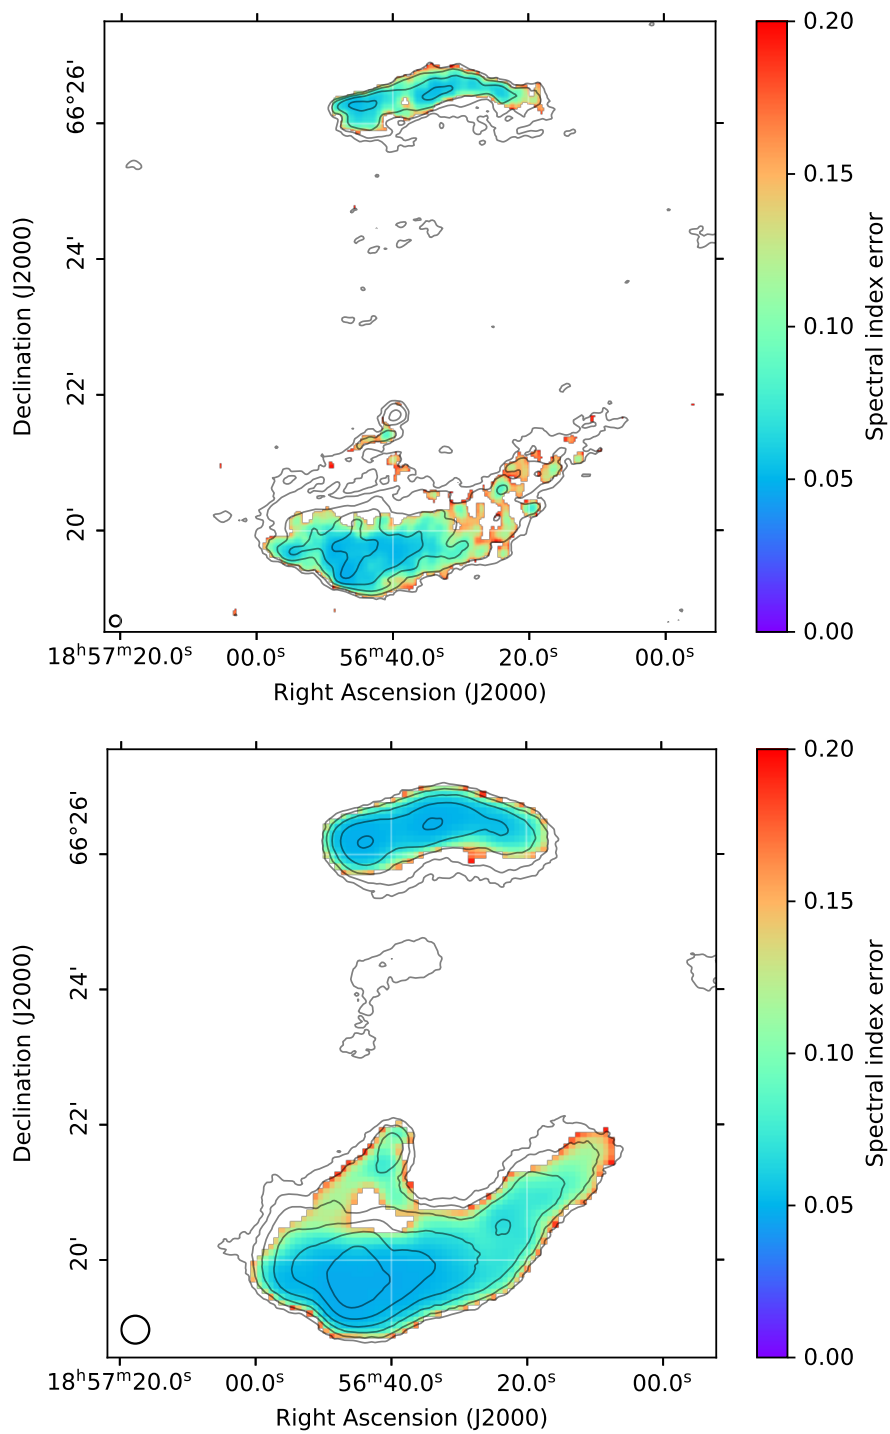 66°26'
24'
22'
20'
Declination (J2000)
18ʰ57ᵐ20.0ˢ 00.0ˢ 56ᵐ40.0ˢ 20.0ˢ 00.0ˢ
Right Ascension (J2000)
0.20
0.15
0.10
0.05
0.00
Spectral index error
66°26'
24'
22'
20'
Declination (J2000)
18ʰ57ᵐ20.0ˢ 00.0ˢ 56ᵐ40.0ˢ 20.0ˢ 00.0ˢ
Right Ascension (J2000)
0.20
0.15
0.10
0.05
0.00
Spectral index error